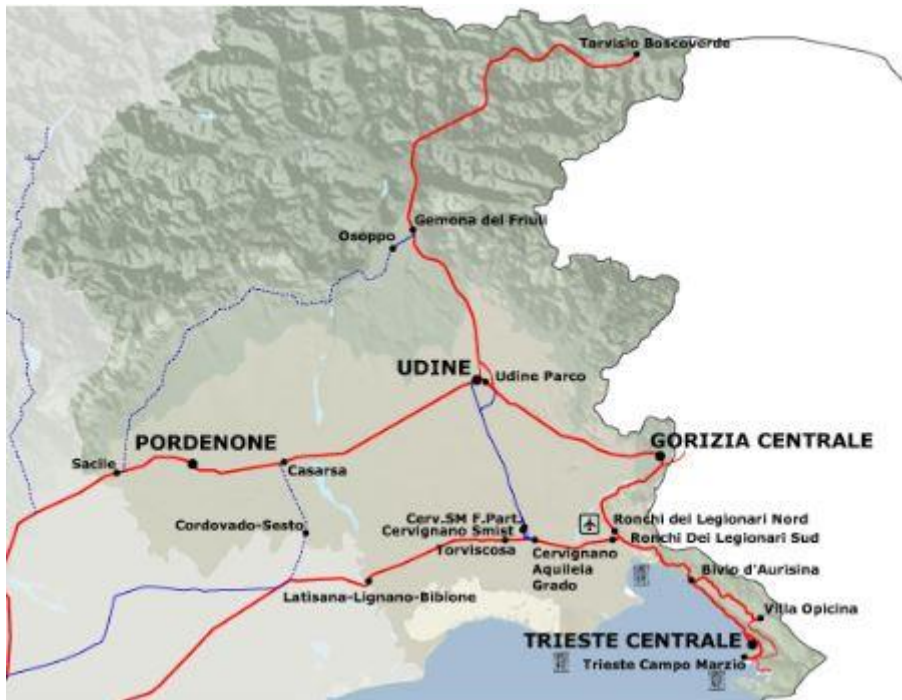 Tarvisio Boscoverde
Gemona del Friuli
Osoppo
UDINE
Udine Parco
PORDENONE
GORIZIA CENTRALE
Sacile
Casarsa
Cordovado-Sesto
Cerv.SM F.Part.
Cervignano Smist
Torviscosa
Ronchi dei Legionari Nord
Ronchi Dei Legionari Sud
Cervignano
Aquileia
Grado
Bivio d'Aurisina
Latisana-Lignano-Bibione
Villa Opicina
TRIESTE CENTRALE
Trieste Campo Marzio